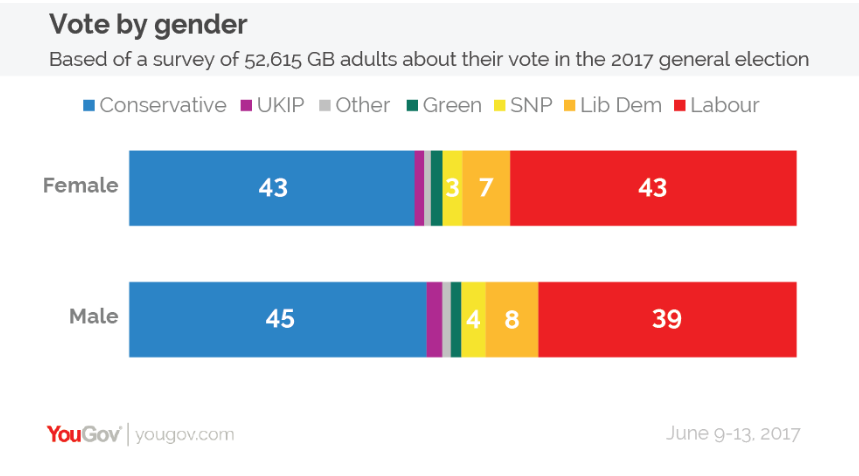 Vote by gender
Based of a survey of 52,615 GB adults about their vote in the 2017 general election
Conservative UKIP Other Green SNP Lib Dem Labour
Female 43 3 7 43
Male 45 4 8 39
YouGov yougov.com June 9-13, 2017